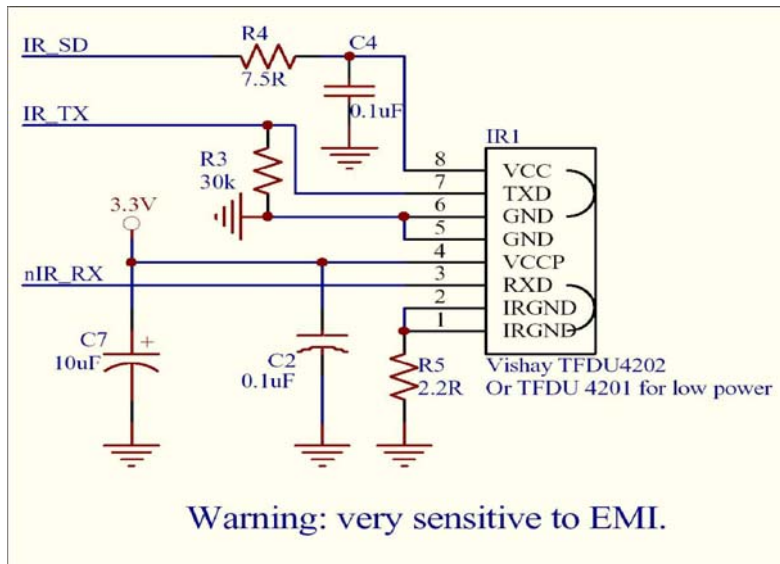 IR_SD
R4
7.5R
C4
0.1uF
IR_TX
R3
30k
3.3V
nIR_RX
C7
+
10uF
C2
0.1uF
R5
2.2R
IR1
8 VCC
7 TXD
6 GND
5 GND
4 VCCP
3 RXD
2 IRGND
1 IRGND
Vishay TFDU4202
Or TFDU 4201 for low power
Warning: very sensitive to EMI.